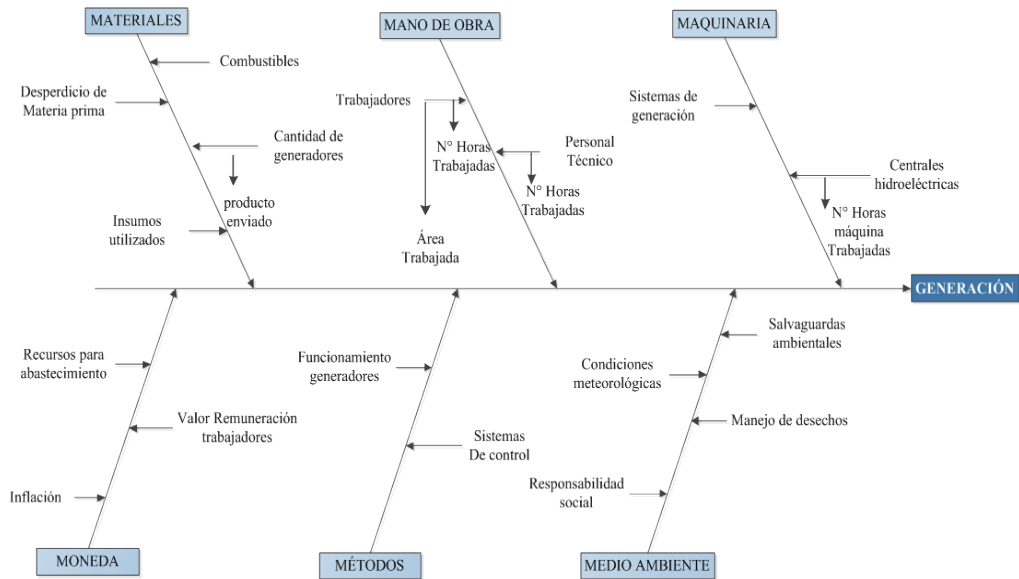 MATERIALES
MANO DE OBRA
MAQUINARIA
Combustibles
Desperdicio de
Materia prima
Cantidad de
generadores
producto
enviado
Insumos
utilizados
Trabajadores
N° Horas
Trabajadas
Área
Trabajada
Personal
Técnico
N° Horas
Trabajadas
Sistemas de
generación
Centrales
hidroeléctricas
N° Horas
máquina
Trabajadas
GENERACIÓN
Recursos para
abastecimiento
Valor Remuneración
trabajadores
Inflación
Funcionamiento
generadores
Sistemas
De control
Salvaguardas
ambientales
Condiciones
meteorológicas
Manejo de desechos
Responsabilidad
social
MONEDA
MÉTODOS
MEDIO AMBIENTE